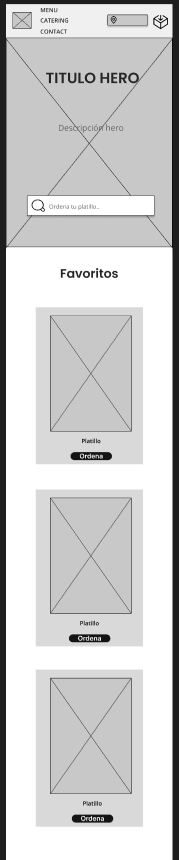 MENU
CATERING
CONTACT
TITULO HERO
Descripción hero
Ordena tu platillo..
Favoritos
Platillo
Ordena
Platillo
Ordena
Platillo
Ordena